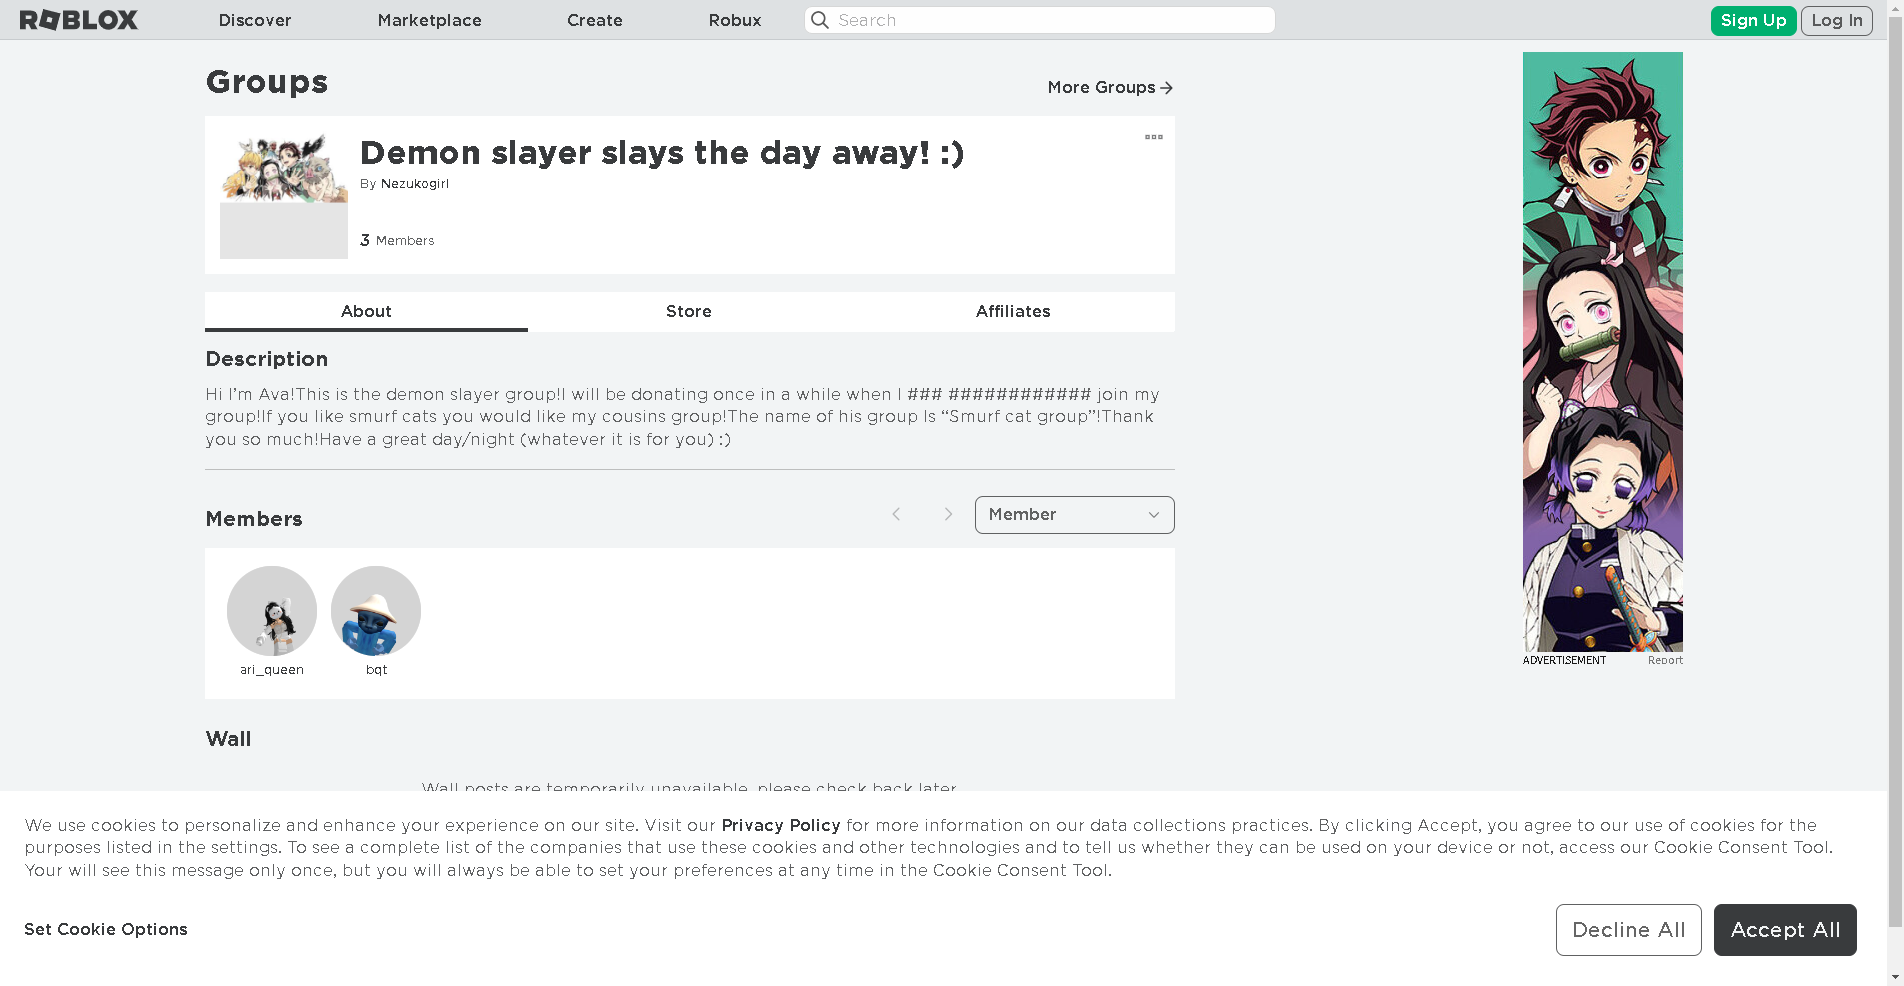 ROBLOX Discover Marketplace Create Robux Search Sign Up Log In
Groups
More Groups
Demon slayer slays the day away! :)
By Nezukogirl
3 Members
About Store Affiliates
Description
Hi I'm Ava!This is the demon slayer group!I will be donating once in a while when I ### ############ join my
group!If you like smurf cats you would like my cousins group!The name of his group Is “Smurf cat group”!Thank
you so much!Have a great day/night (whatever it is for you) :)
Members
Member
ari_queen bqt
ADVERTISEMENT Report
Wall
Wall posts are temporarily unavailable, please check back later.
We use cookies to personalize and enhance your experience on our site. Visit our Privacy Policy for more information on our data collections practices. By clicking Accept, you agree to our use of cookies for the
purposes listed in the settings. To see a complete list of the companies that use these cookies and other technologies and to tell us whether they can be used on your device or not, access our Cookie Consent Tool.
Your will see this message only once, but you will always be able to set your preferences at any time in the Cookie Consent Tool.
Set Cookie Options
Decline All
Accept All